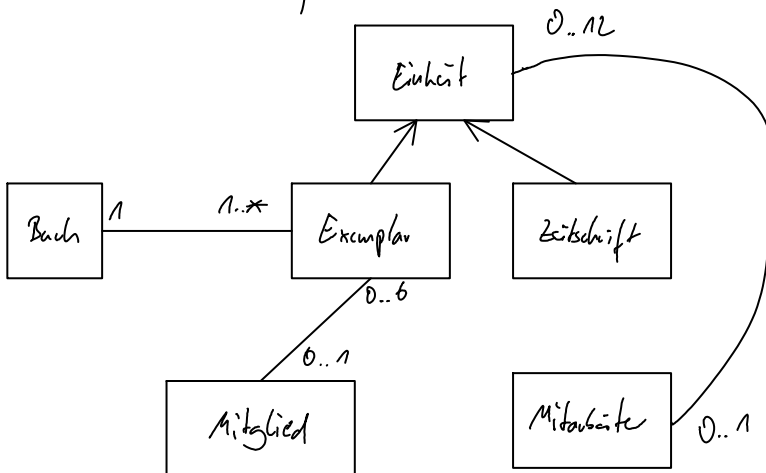 0..12
Einheit
Buch
1
1..*
Exemplar
Zeitschrift
0..6
0..1
Mitglied
Mitarbeiter
0..1